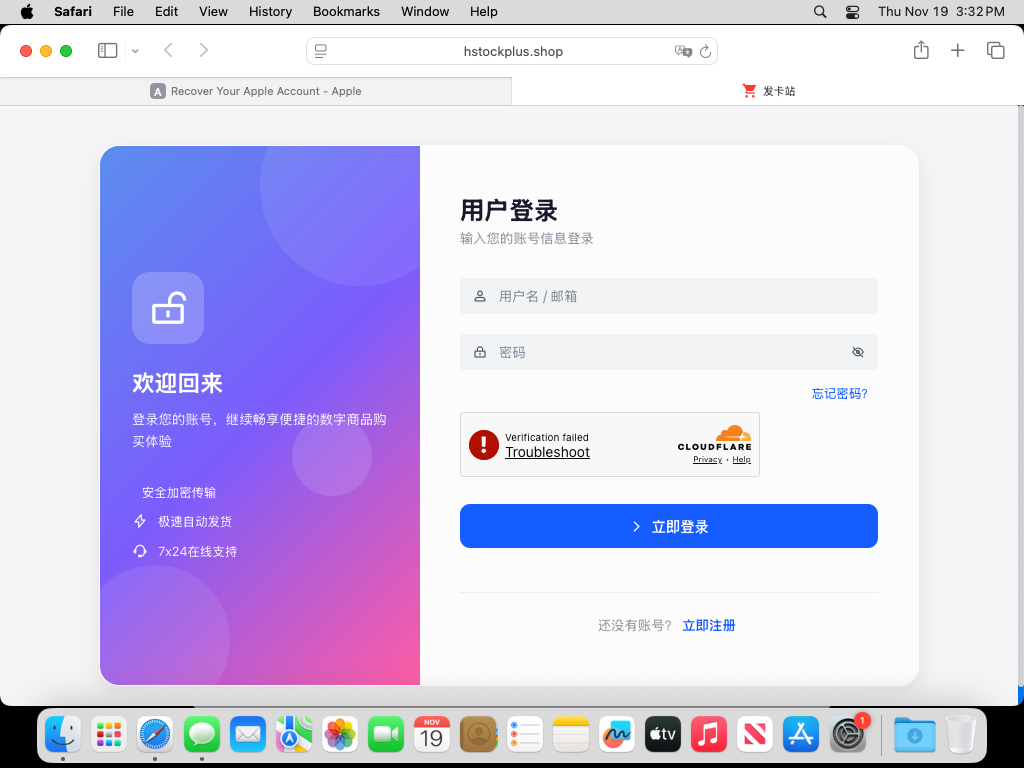 Safari File Edit View History Bookmarks Window Help Thu Nov 19 3:32 PM
hstockplus.shop
A Recover Your Apple Account - Apple 发卡站
用户登录
输入您的账号信息登录
用户名 / 邮箱
密码
忘记密码?
Verification failed
Troubleshoot
CLOUDFLARE
Privacy • Help
立即登录
还没有账号? 立即注册
欢迎回来
登录您的账号，继续畅享便捷的数字商品购
买体验
安全加密传输
极速自动发货
7x24在线支持
NOV
19
tv
1